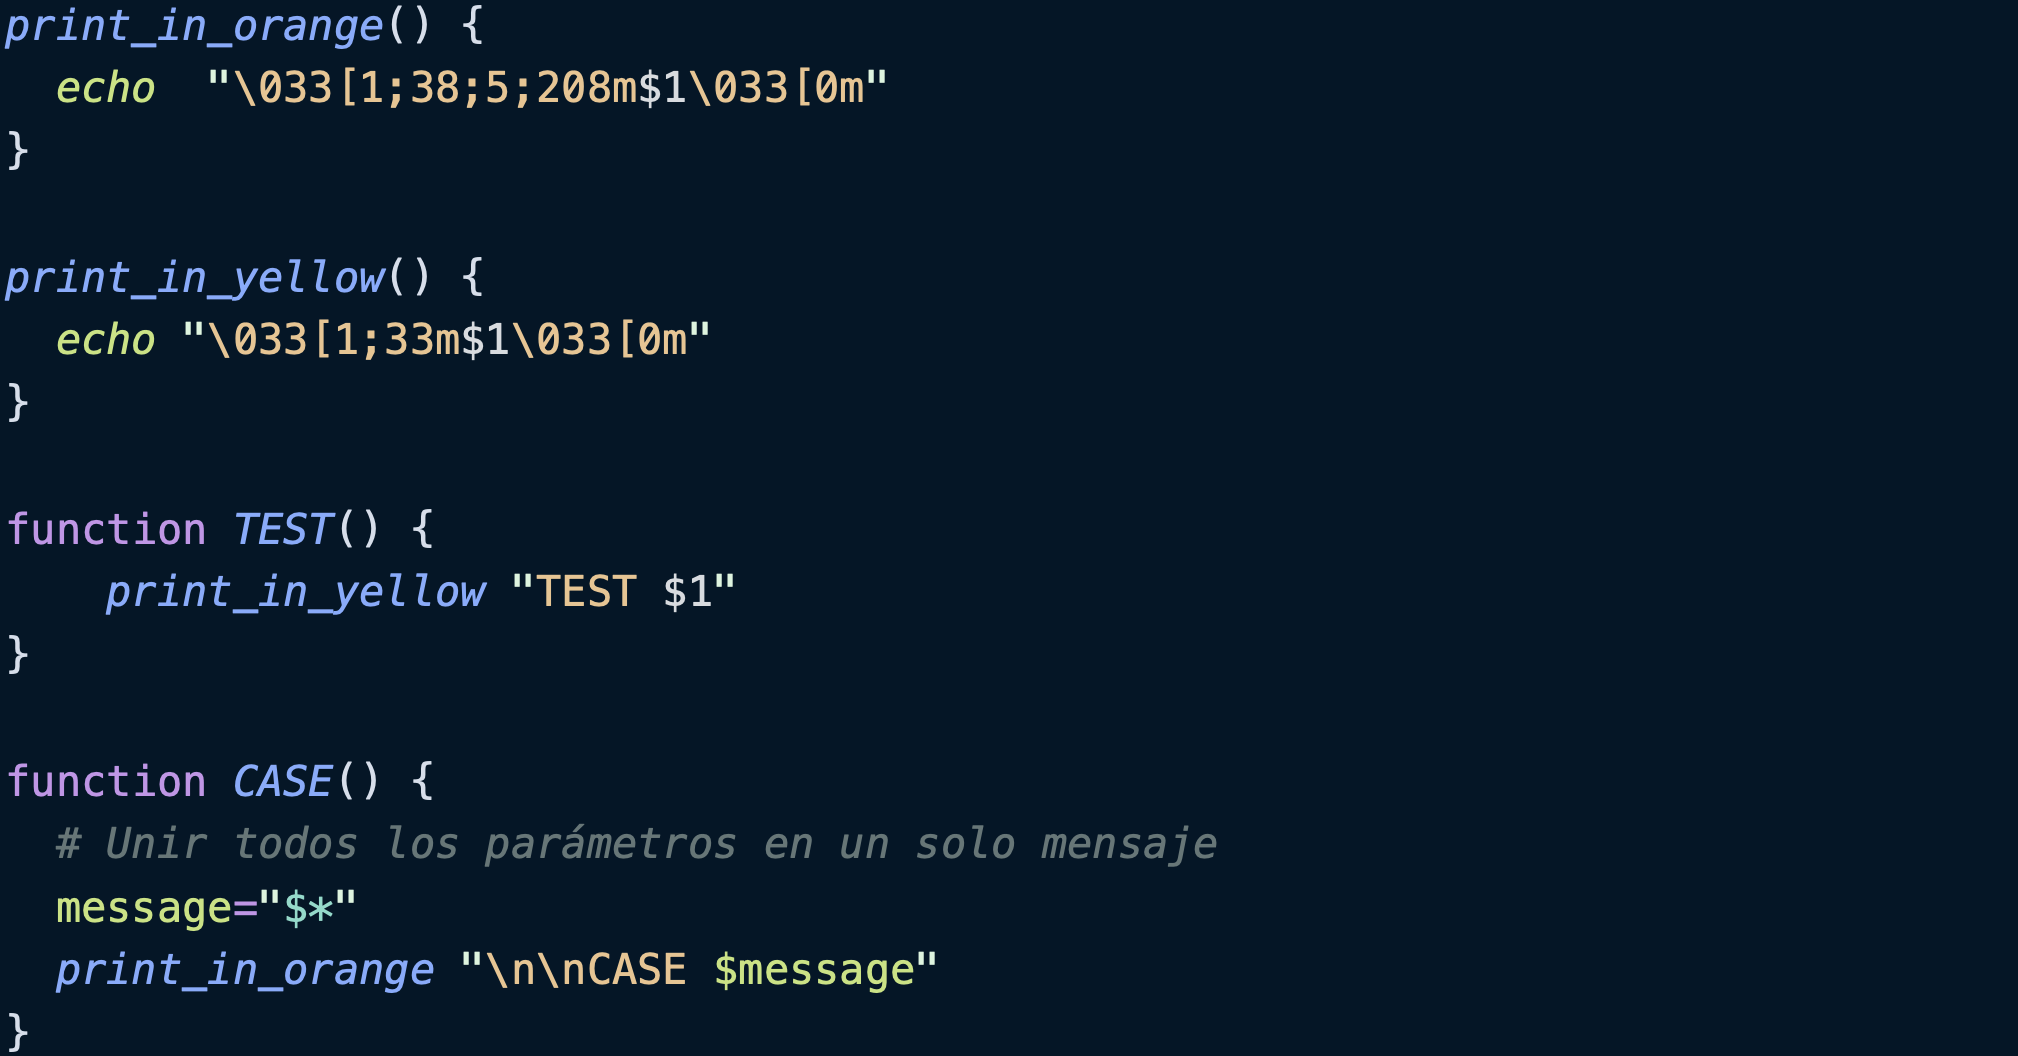 print_in_orange() {
  echo  "\033[1;38;5;208m$1\033[0m"
}

print_in_yellow() {
  echo "\033[1;33m$1\033[0m"
}

function TEST() {
    print_in_yellow "TEST $1"
}

function CASE() {
  # Unir todos los parámetros en un solo mensaje
  message="$*"
  print_in_orange "\n\nCASE $message"
}